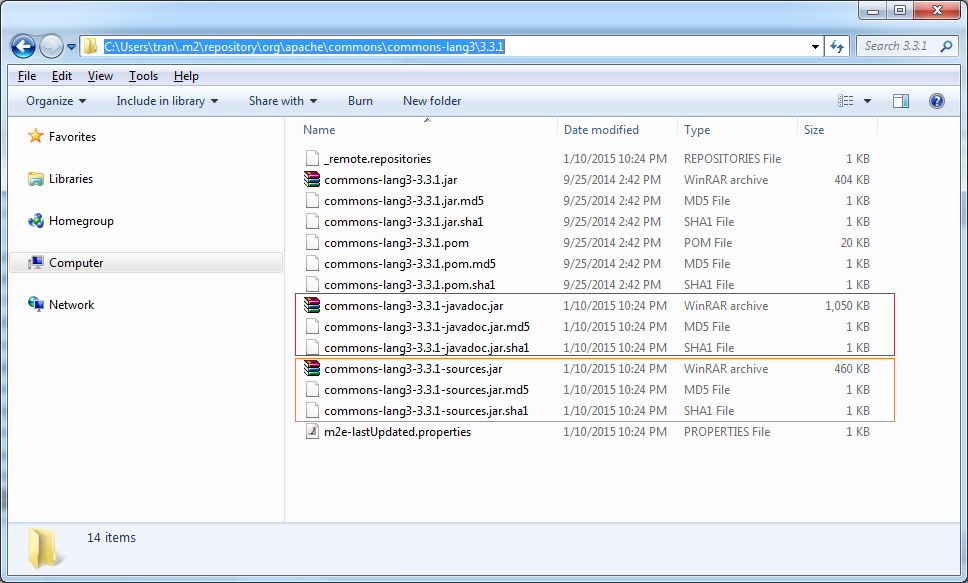 C:\Users\tran\.m2\repository\org\apache\commons\commons-lang3\3.3.1
Search 3.3.1
File Edit View Tools Help
Organize Include in library Share with Burn New folder
Favorites
Libraries
Homegroup
Computer
Network
Name Date modified Type Size
_remote.repositories 1/10/2015 10:24 PM REPOSITORIES File 1 KB
commons-lang3-3.3.1.jar 9/25/2014 2:42 PM WinRAR archive 404 KB
commons-lang3-3.3.1.jar.md5 9/25/2014 2:42 PM MD5 File 1 KB
commons-lang3-3.3.1.jar.sha1 9/25/2014 2:42 PM SHA1 File 1 KB
commons-lang3-3.3.1.pom 9/25/2014 2:42 PM POM File 20 KB
commons-lang3-3.3.1.pom.md5 9/25/2014 2:42 PM MD5 File 1 KB
commons-lang3-3.3.1.pom.sha1 9/25/2014 2:42 PM SHA1 File 1 KB
commons-lang3-3.3.1-javadoc.jar 1/10/2015 10:24 PM WinRAR archive 1,050 KB
commons-lang3-3.3.1-javadoc.jar.md5 1/10/2015 10:24 PM MD5 File 1 KB
commons-lang3-3.3.1-javadoc.jar.sha1 1/10/2015 10:24 PM SHA1 File 1 KB
commons-lang3-3.3.1-sources.jar 1/10/2015 10:24 PM WinRAR archive 460 KB
commons-lang3-3.3.1-sources.jar.md5 1/10/2015 10:24 PM MD5 File 1 KB
commons-lang3-3.3.1-sources.jar.sha1 1/10/2015 10:24 PM SHA1 File 1 KB
m2e-lastUpdated.properties 1/10/2015 10:24 PM PROPERTIES File 1 KB
14 items